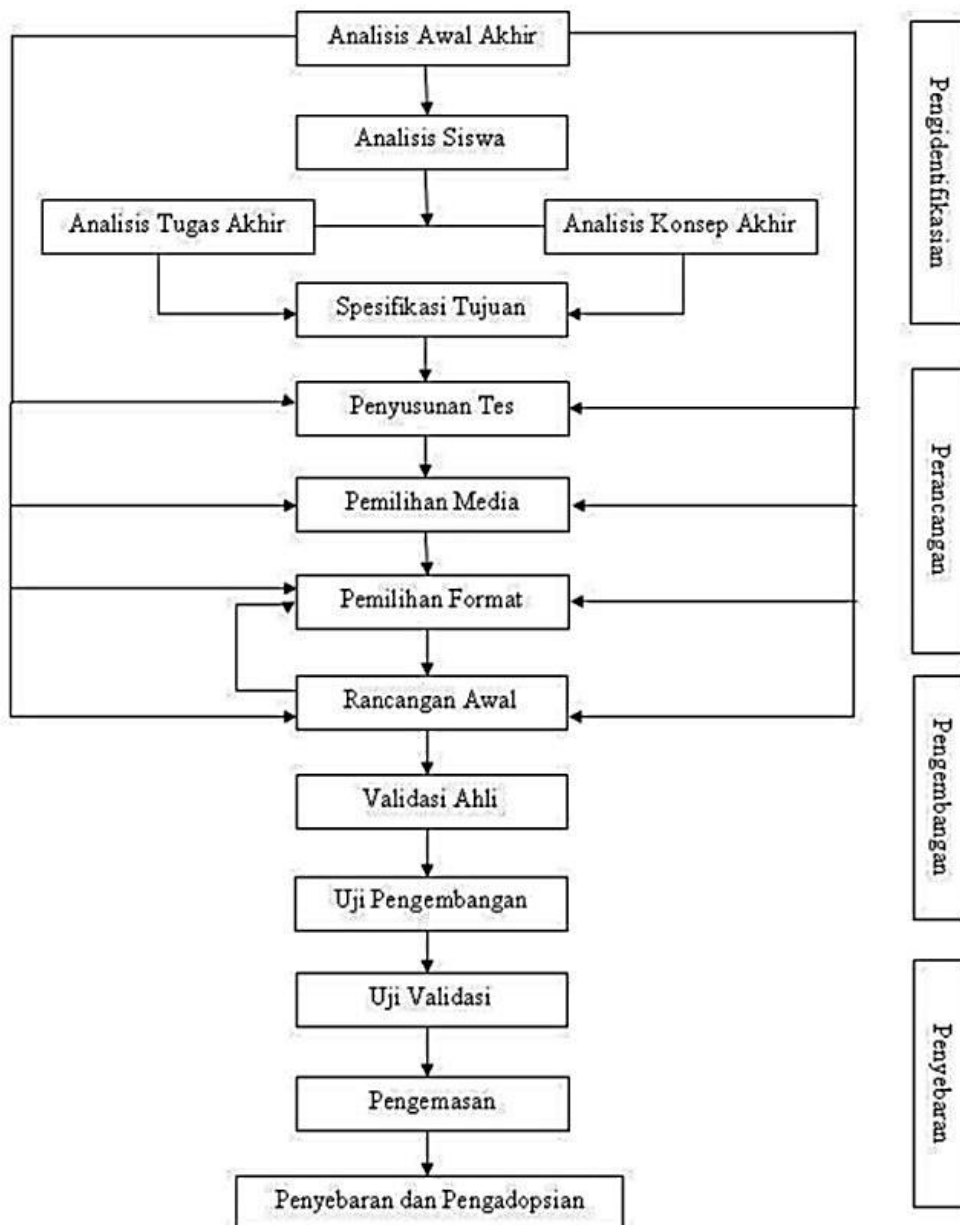 Analisis Awal Akhir
Analisis Siswa
Analisis Tugas Akhir
Analisis Konsep Akhir
Spesifikasi Tujuan
Penyusunan Tes
Pemilihan Media
Pemilihan Format
Rancangan Awal
Validasi Ahli
Uji Pengembangan
Uji Validasi
Pengemasan
Penyebaran dan Pengadopsian
Pengidentifikasian
Perancangan
Pengembangan
Penyebaran